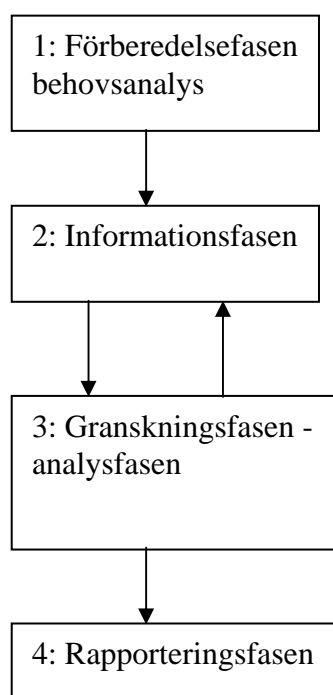 1: Förberedelsefasen
behovsanalys
2: Informationsfasen
3: Granskningsfasen -
analysfasen
4: Rapporteringsfasen